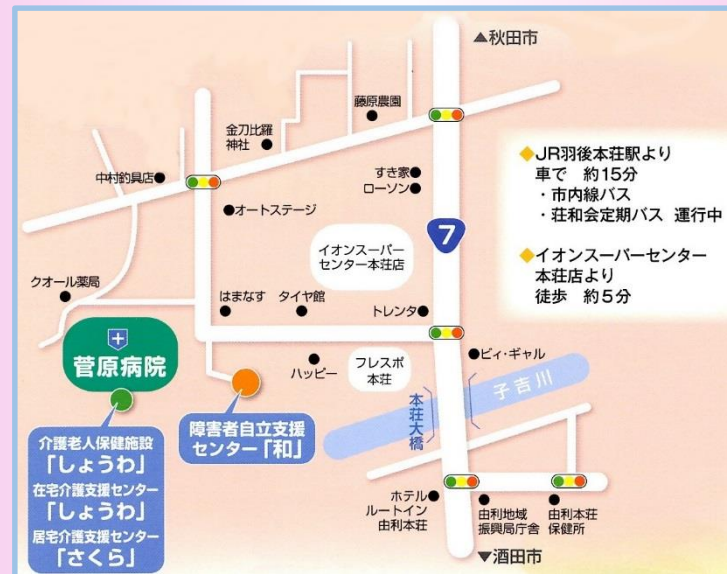 ▲秋田市
藤原農園
金刀比羅
神社
中村釣具店
すき家
ローソン
オートステージ
7
イオンスーパー
センター本荘店
◆JR羽後本荘駅より
車で 約15分
・市内線バス
・荘和会定期バス 運行中
◆イオンスーパーセンター
本荘店より
徒歩 約5分
クオール薬局
はまなす
タイヤ館
トレンタ
菅原病院
ハッピー
フレスポ
本荘
ビィ・ギャル
子吉川
本荘大橋
障害者自立支援
センター「和」
介護老人保健施設
「しょうわ」
在宅介護支援センター
「しょうわ」
居宅介護支援センター
「さくら」
ホテル
ルートイン
由利本荘
由利地域
振興局庁舎
由利本荘
保健所
▼酒田市